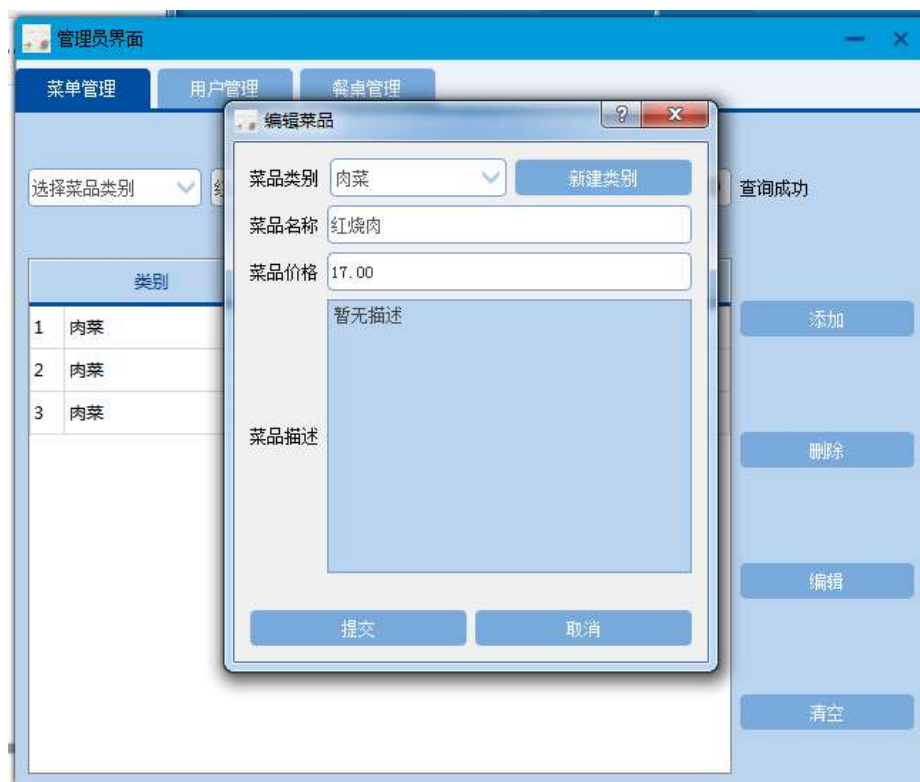 管理员界面
菜单管理 用户管理 餐桌管理
选择菜品类别
查询成功
类别
1 肉菜
2 肉菜
3 肉菜
添加
删除
编辑
清空
编辑菜品
菜品类别 肉菜 新建类别
菜品名称 红烧肉
菜品价格 17.00
菜品描述 暂无描述
提交 取消